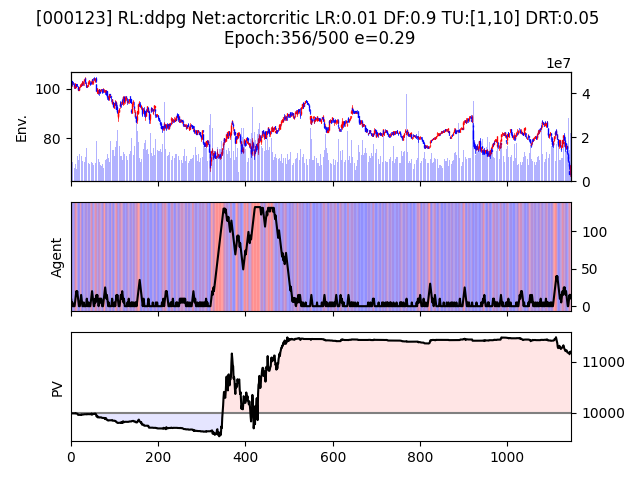 [000123] RL:ddpg Net:actorcritic LR:0.01 DF:0.9 TU:[1,10] DRT:0.05
Epoch:356/500 e=0.29
1e7
Env.
100
80
4
2
0
Agent
100
50
0
PV
11000
10000
0 200 400 600 800 1000